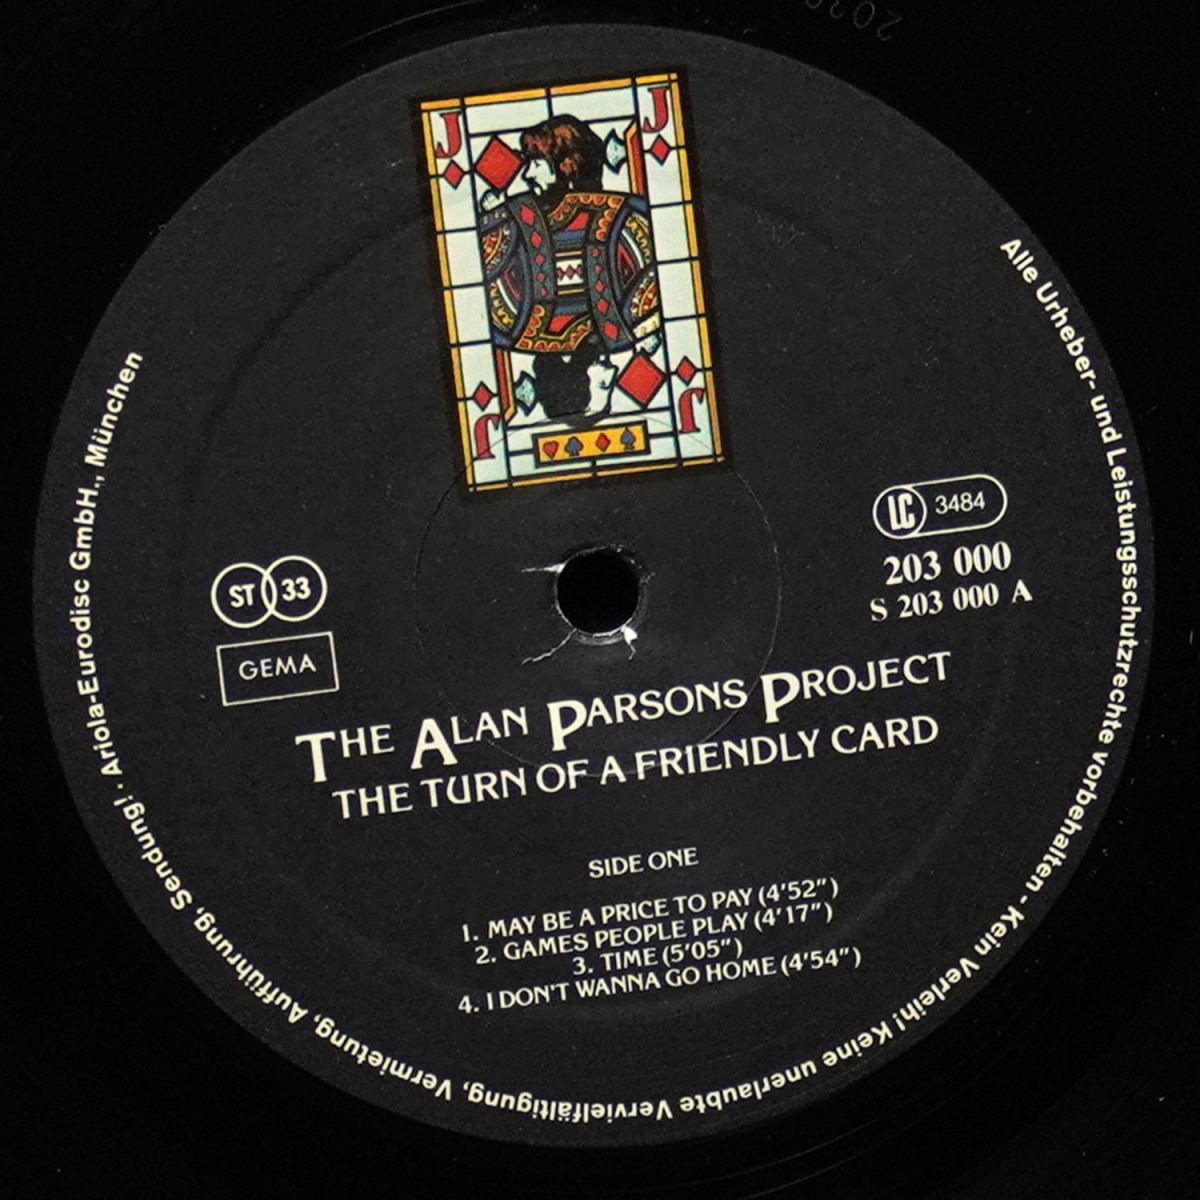 J
J
J
J
Alle Urheber- und Leistungsschutzrechte vorbehalten - Kein Verleih! Keine unerlaubte Vervielfältigung, Vermietung, Aufführung, Sendung! · Ariola-Eurodisc GmbH., München
LC 3484
203 000
S 203 000 A
ST 33
GEMA
THE ALAN PARSONS PROJECT
THE TURN OF A FRIENDLY CARD
SIDE ONE
1. MAY BE A PRICE TO PAY (4'52")
2. GAMES PEOPLE PLAY (4'17")
3. TIME (5'05")
4. I DON'T WANNA GO HOME (4'54")